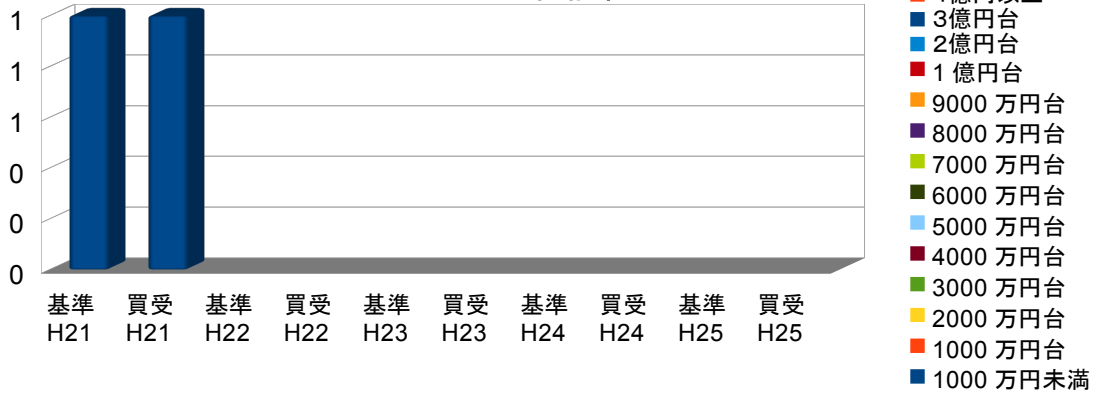 1
1
1
0
0
0
基準 買受 基準 買受 基準 買受 基準 買受 基準 買受
H21 H21 H22 H22 H23 H23 H24 H24 H25 H25
3億円台
2億円台
1 億円台
9000 万円台
8000 万円台
7000 万円台
6000 万円台
5000 万円台
4000 万円台
3000 万円台
2000 万円台
1000 万円台
1000 万円未満